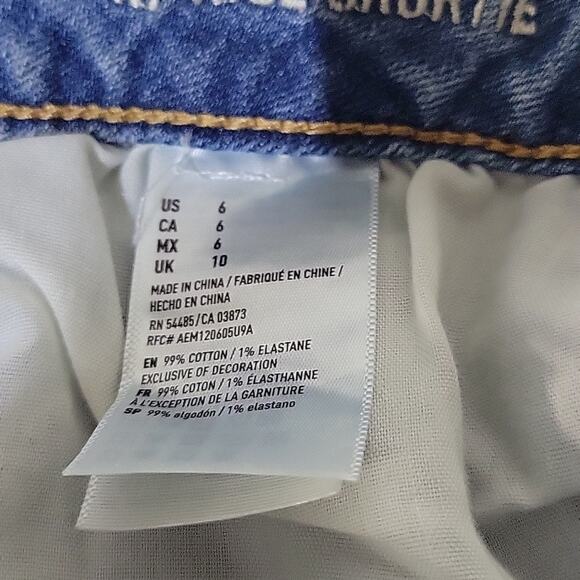 SHORTIE
US 6
CA 6
MX 6
UK 10
MADE IN CHINA / FABRIQUÉ EN CHINE /
HECHO EN CHINA
RN 54485/CA 03873
RFC# AEM120605U9A
EN 99% COTTON / 1% ELASTANE
EXCLUSIVE OF DECORATION
FR 99% COTON / 1% ÉLASTHANNE
À L'EXCEPTION DE LA GARNITURE
SP 99% algodón / 1% elastano